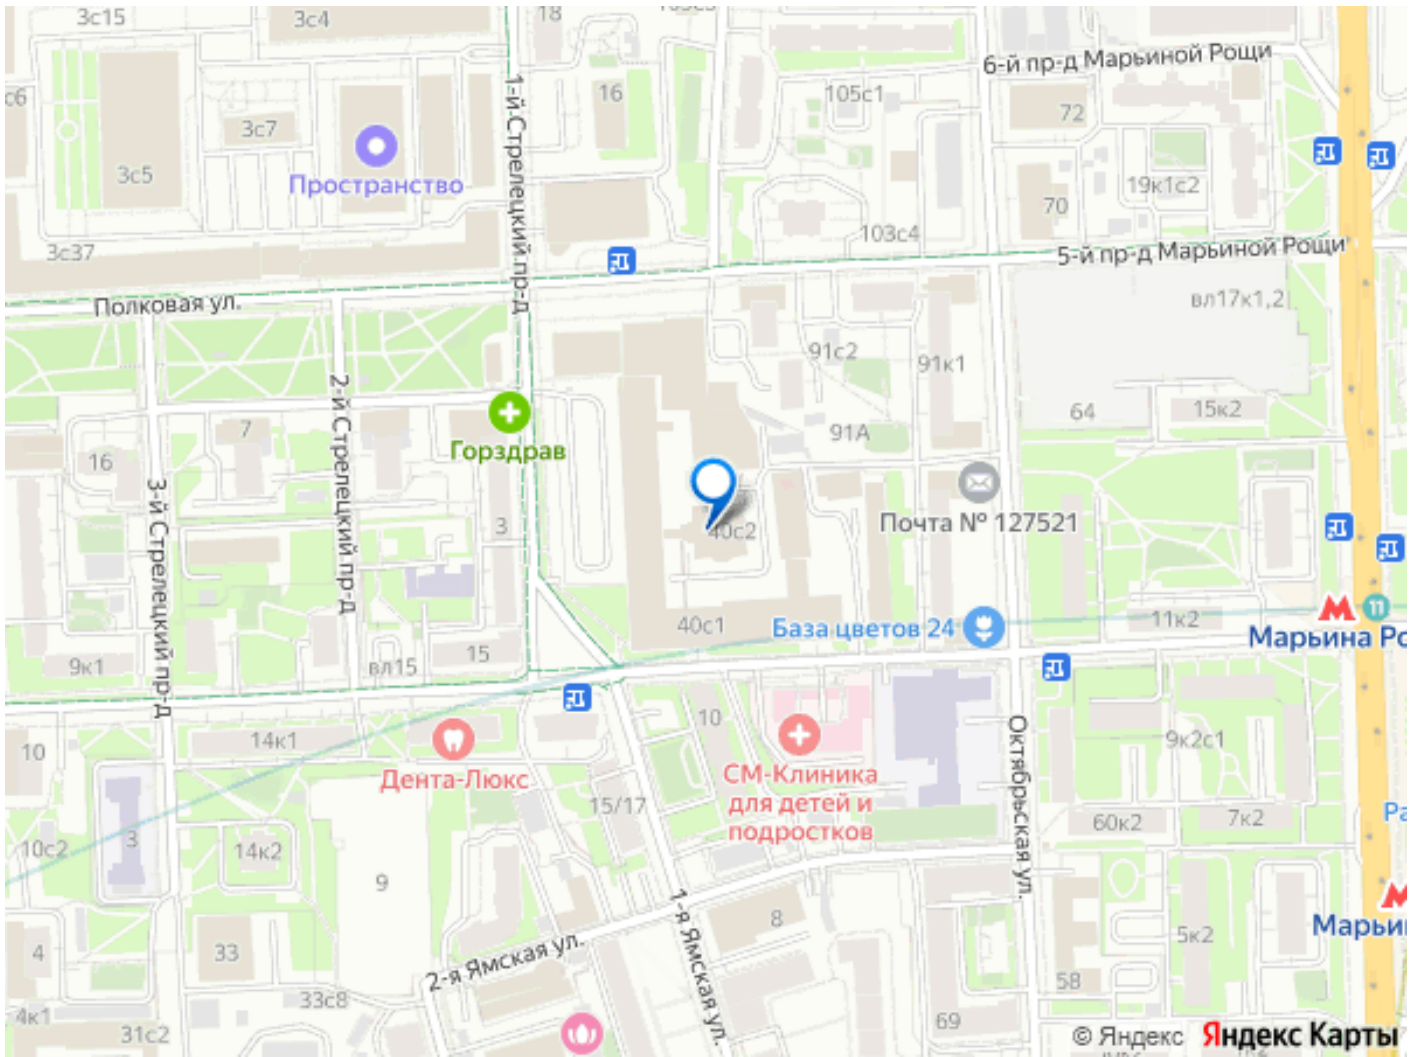 3с15
3с4
18
6-й пр-д Марьиной Рощи
с6
3с7
16
105с1
72
3с5
Пространство
19к1с2
1-й Стрелецкий пр-д
70
103с4
3с37
5-й пр-д Марьиной Рощи
Полковая ул.
вл17к1,2
91с2
91к1
2-й Стрелецкий пр-д
64
15к2
7
91А
Горздрав
16
3-й Стрелецкий пр-д
3
40с2
Почта № 127521
40с1
База цветов 24
11к2
11
Марьина Ро
9к1
вл15
15
10
14к1
10
Дента-Люкс
СМ-Клиника
для детей и
подростков
Октябрьская ул.
9к2с1
15/17
60к2
7к2
Ра
10с2
3
14к2
9
1-я Ямская ул.
8
Марьи
4
33
2-я Ямская ул.
5к2
58
33с8
4к1
31с2
69
© Яндекс Яндекс Карты